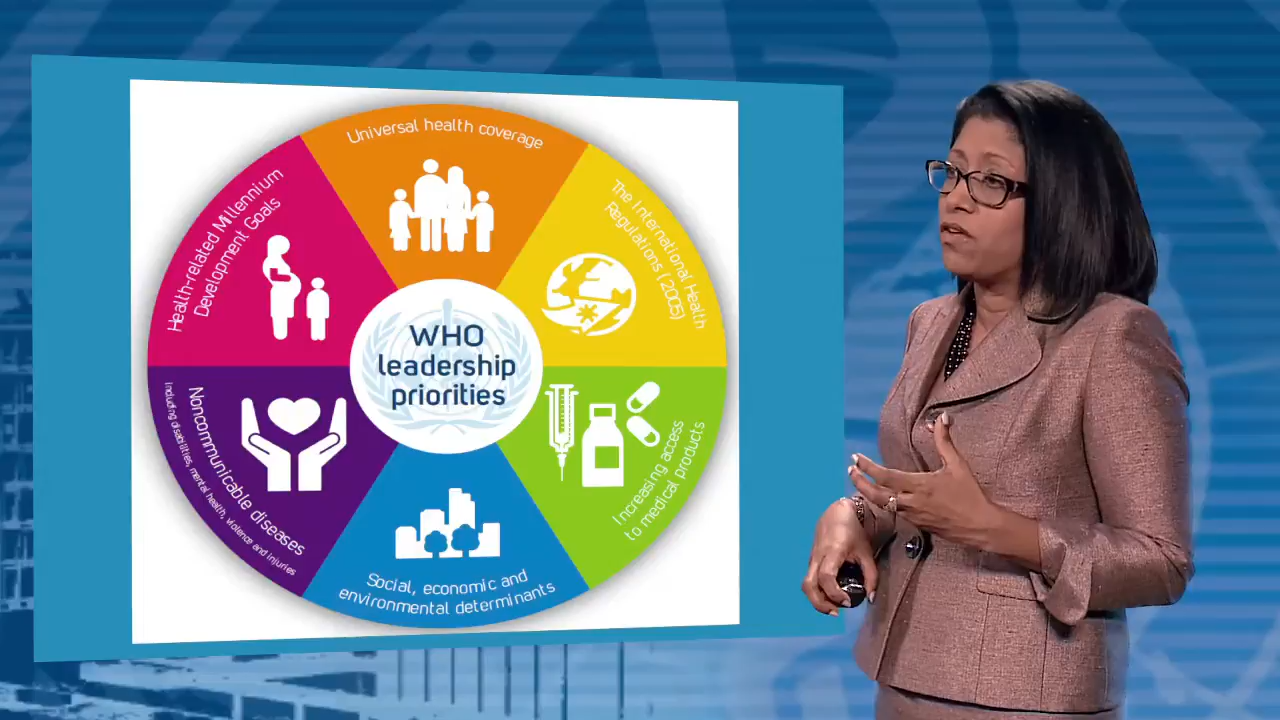 Universal health coverage
The International Health
Regulations (2005)
Increasing access
to medical products
Social, economic and
environmental determinants
Noncommunicable diseases
including disabilities, mental health, violence and injuries
Health-related Millennium
Development Goals
WHO
leadership
priorities